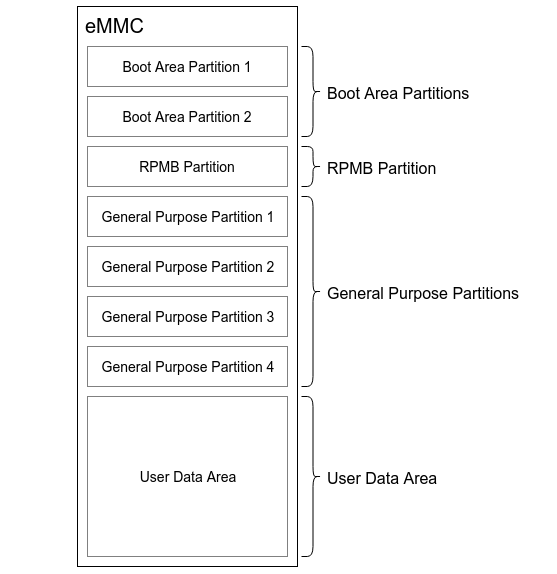 eMMC
Boot Area Partition 1
Boot Area Partition 2
Boot Area Partitions
RPMB Partition
RPMB Partition
General Purpose Partition 1
General Purpose Partition 2
General Purpose Partition 3
General Purpose Partition 4
General Purpose Partitions
User Data Area
User Data Area